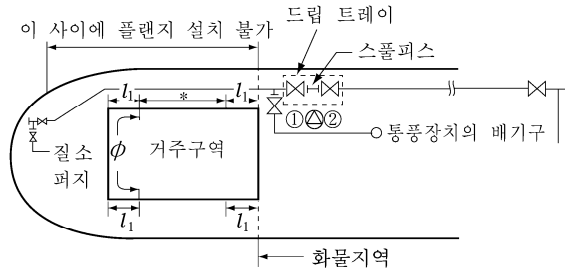 드립 트레이
이 사이에 플랜지 설치 불가
스풀피스
l₁ * l₁
① ② 통풍장치의 배기구
질소
퍼지
ϕ 거주구역
l₁ l₁
화물지역